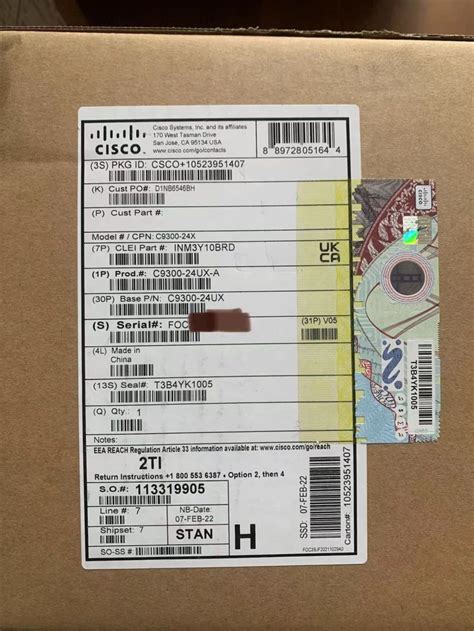 CISCO
Cisco Systems, Inc. and its affiliates
170 West Tasman Drive
San Jose, CA 95134 USA
www.cisco.com/go/contacts
8 8972805164 4
(3S) PKG ID: CSCO+10523951407
(K) Cust PO#: D1NB6546BH
(P) Cust Part #:
Model # / CPN: C9300-24X
(7P) CLEI Part #: INM3Y10BRD
UK
CA
(1P) Prod.#: C9300-24UX-A
(30P) Base P/N: C9300-24UX
(S) Serial#: FOC
(31P) V05
(4L) Made in
China
(13S) Seal#: T3B4YK1005
(Q) Qty.: 1
EEA REACH Regulation Article 33 information available at: www.cisco.com/go/reach
2TI
Return Instructions +1 800 553 6387 • Option 2, then 4
S.O.#: 113319905
Line #: 7
NB-Date:
07-FEB-22
Shipset: 7
STAN
SO-SS #:
H
SSD: 07-FEB-22
Carton#: 10523951407
cisco
T3B4YK1005